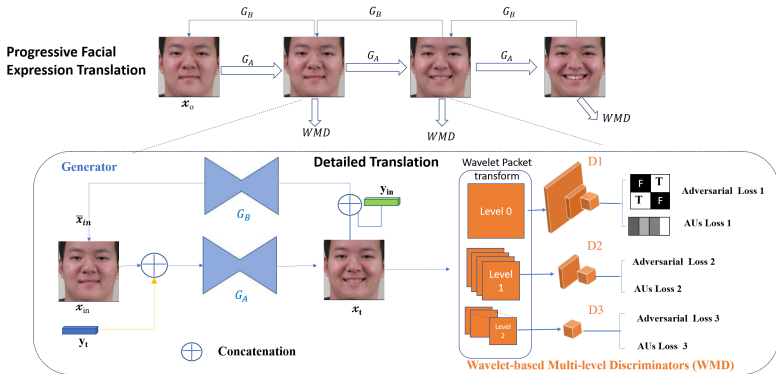 G_B
G_B
G_B
Progressive Facial
Expression Translation
G_A
G_A
G_A
x_o
WMD
WMD
WMD
Generator
Detailed Translation
Wavelet Packet
transform
D1
y_in
G_B
x̄_in
Level 0
F T
T F
Adversarial Loss 1
AUs Loss 1
D2
Level
1
Adversarial Loss 2
AUs Loss 2
G_A
x_in
x_t
y_t
Level
2
D3
Adversarial Loss 3
AUs Loss 3
Concatenation
Wavelet-based Multi-level Discriminators (WMD)